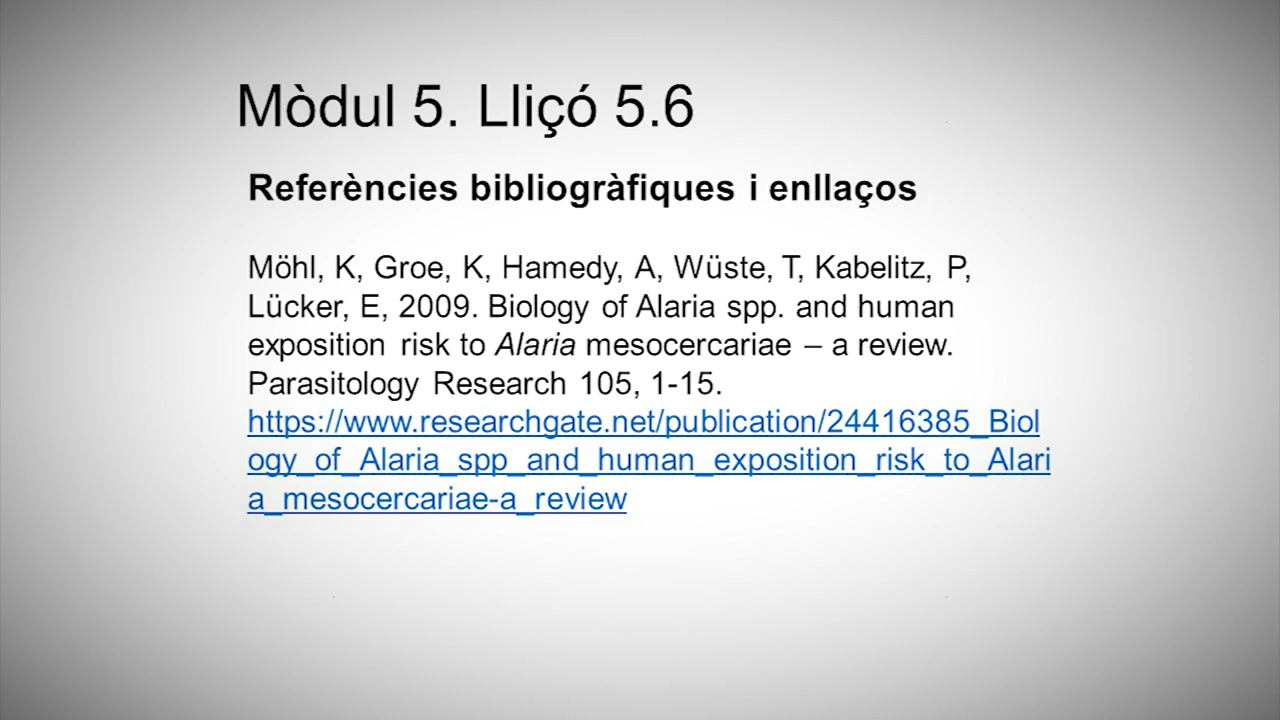 Mòdul 5. Lliçó 5.6
Referències bibliogràfiques i enllaços
Möhl, K, Groe, K, Hamedy, A, Wüste, T, Kabelitz, P,
Lücker, E, 2009. Biology of Alaria spp. and human
exposition risk to Alaria mesocercariae – a review.
Parasitology Research 105, 1-15.
https://www.researchgate.net/publication/24416385_Biol
ogy_of_Alaria_spp_and_human_exposition_risk_to_Alari
a_mesocercariae-a_review